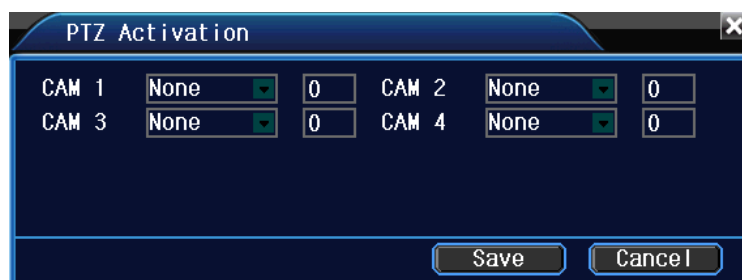 PTZ Activation
CAM 1 None 0 CAM 2 None 0
CAM 3 None 0 CAM 4 None 0
Save Cancel